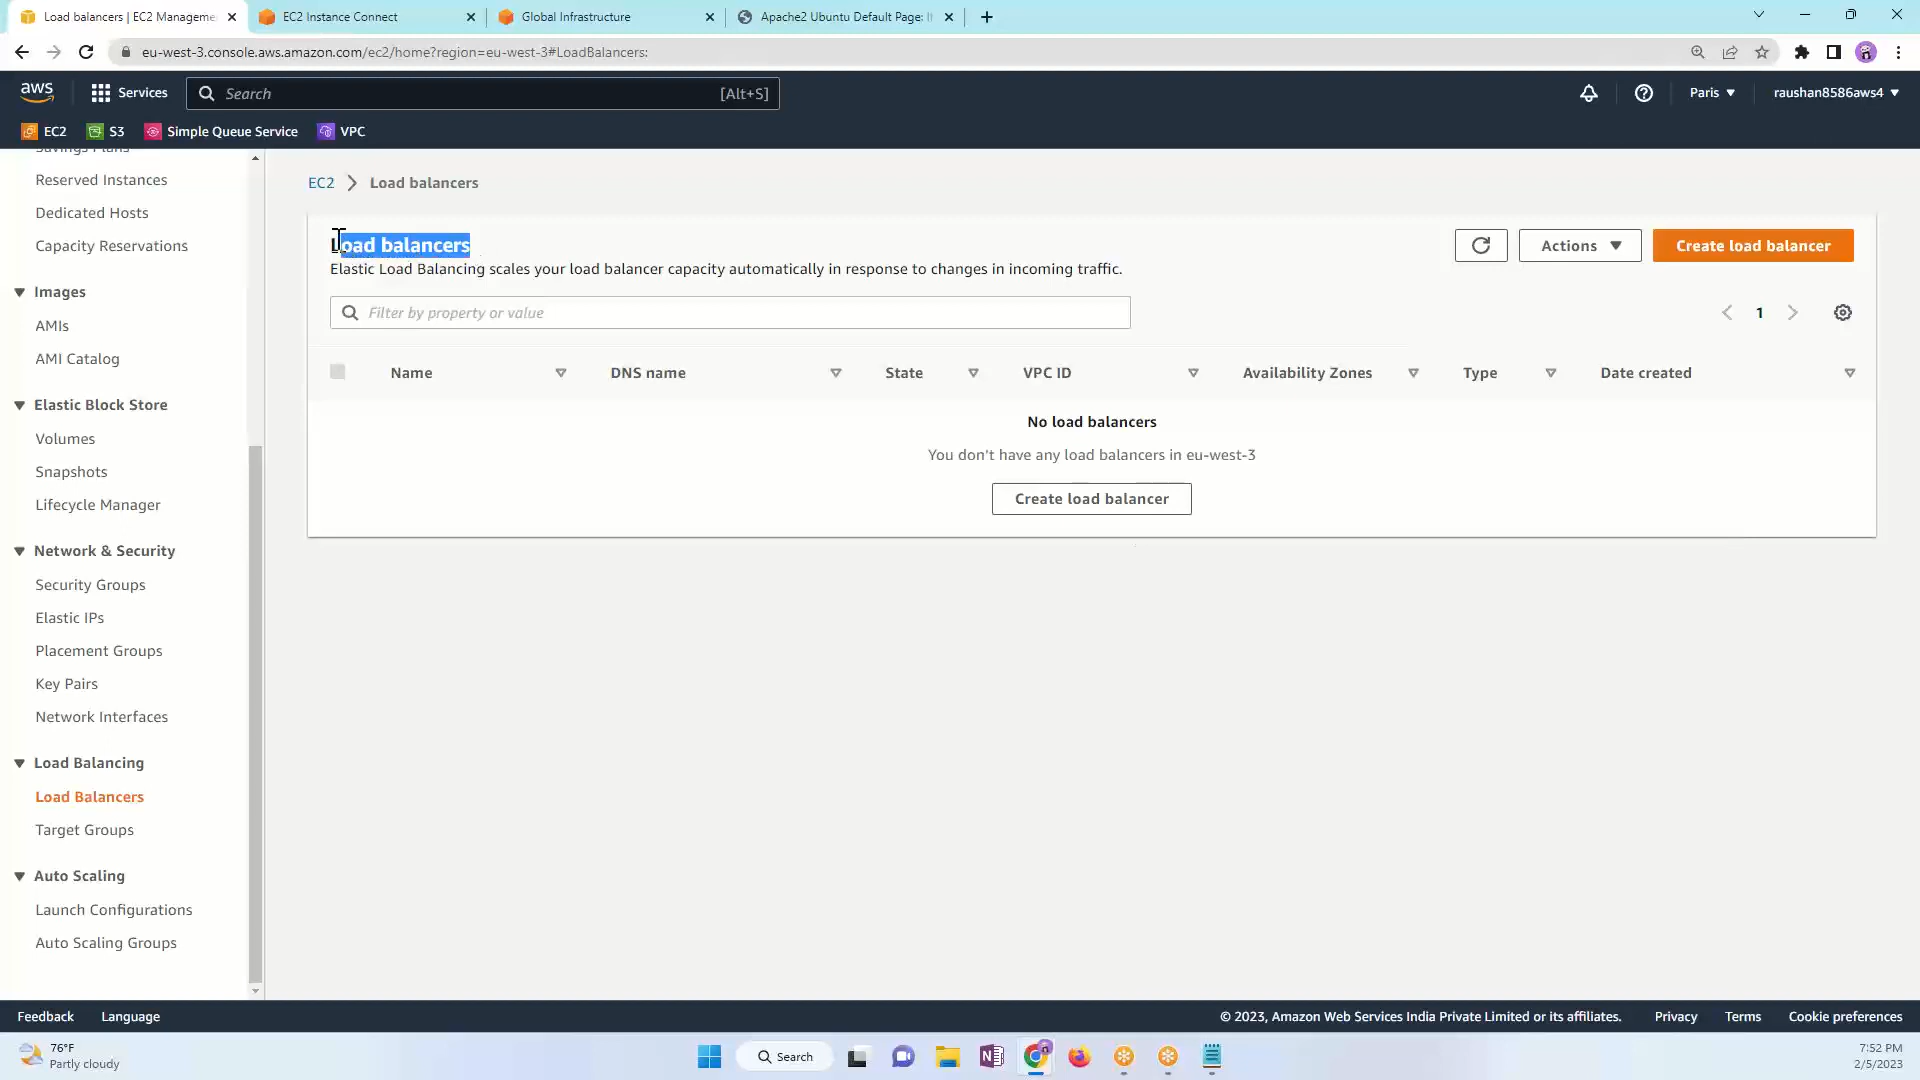 Load balancers | EC2 Manageme
EC2 Instance Connect
Global Infrastructure
Apache2 Ubuntu Default Page: I
eu-west-3.console.aws.amazon.com/ec2/home?region=eu-west-3#LoadBalancers:
aws
Services
Search
[Alt+S]
Paris
raushan8586aws4
EC2
S3
Simple Queue Service
VPC
Savings Plans
Reserved Instances
Dedicated Hosts
Capacity Reservations
Images
AMIs
AMI Catalog
Elastic Block Store
Volumes
Snapshots
Lifecycle Manager
Network & Security
Security Groups
Elastic IPs
Placement Groups
Key Pairs
Network Interfaces
Load Balancing
Load Balancers
Target Groups
Auto Scaling
Launch Configurations
Auto Scaling Groups
EC2
Load balancers
Load balancers
Elastic Load Balancing scales your load balancer capacity automatically in response to changes in incoming traffic.
Actions
Create load balancer
Filter by property or value
1
Name
DNS name
State
VPC ID
Availability Zones
Type
Date created
No load balancers
You don't have any load balancers in eu-west-3
Create load balancer
Feedback
Language
© 2023, Amazon Web Services India Private Limited or its affiliates.
Privacy
Terms
Cookie preferences
76°F
Partly cloudy
Search
7:52 PM
2/5/2023